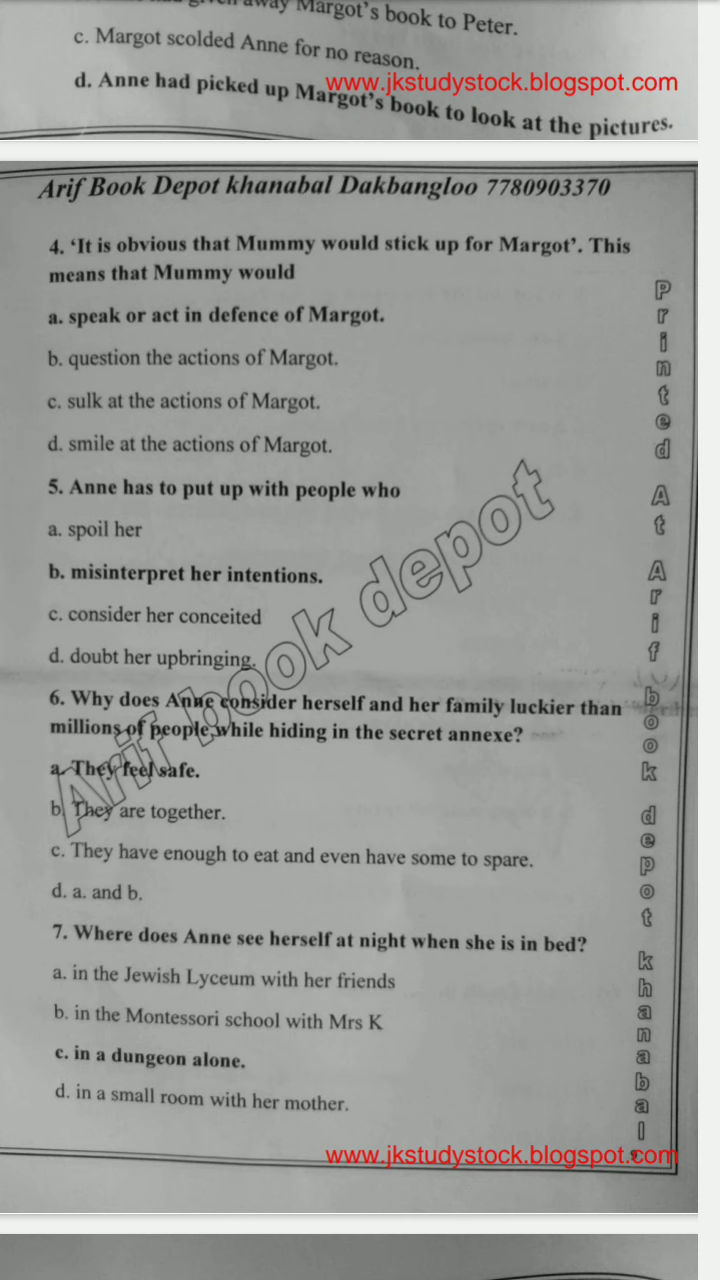 away Margot's book to Peter.
c. Margot scolded Anne for no reason.
d. Anne had picked up Margot's book to look at the pictures.
www.jkstudystock.blogspot.com
Arif Book Depot khanabal Dakbangloo 7780903370
4. 'It is obvious that Mummy would stick up for Margot'. This
means that Mummy would
a. speak or act in defence of Margot.
b. question the actions of Margot.
c. sulk at the actions of Margot.
d. smile at the actions of Margot.
5. Anne has to put up with people who
a. spoil her
b. misinterpret her intentions.
c. consider her conceited
d. doubt her upbringing.
6. Why does Anne consider herself and her family luckier than
millions of people while hiding in the secret annexe?
a. They feel safe.
b. They are together.
c. They have enough to eat and even have some to spare.
d. a. and b.
7. Where does Anne see herself at night when she is in bed?
a. in the Jewish Lyceum with her friends
b. in the Montessori school with Mrs K
c. in a dungeon alone.
d. in a small room with her mother.
Arif book depot
Printed At Arif book depot khanabal
www.jkstudystock.blogspot.com